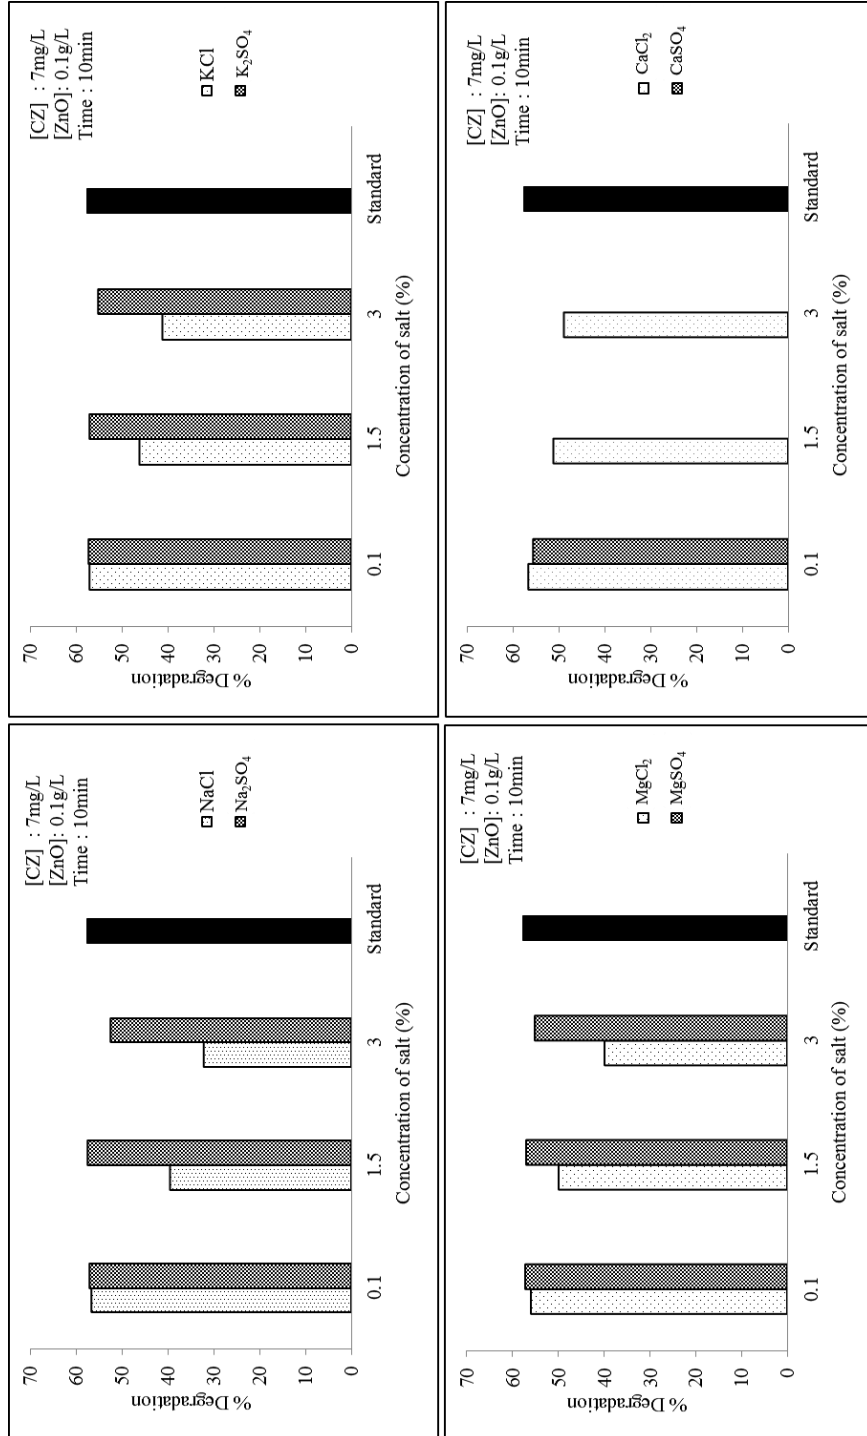 [CZ] : 7mg/L
[ZnO]: 0.1g/L
Time : 10min
% Degradation
70
60
50
40
30
20
10
0
0.1
1.5
3
Standard
Concentration of salt (%)
NaCl
Na₂SO₄
[CZ] : 7mg/L
[ZnO]: 0.1g/L
Time : 10min
% Degradation
70
60
50
40
30
20
10
0
0.1
1.5
3
Standard
Concentration of salt (%)
KCl
K₂SO₄
[CZ] : 7mg/L
[ZnO]: 0.1g/L
Time : 10min
% Degradation
70
60
50
40
30
20
10
0
0.1
1.5
3
Standard
Concentration of salt (%)
MgCl₂
MgSO₄
[CZ] : 7mg/L
[ZnO]: 0.1g/L
Time : 10min
% Degradation
70
60
50
40
30
20
10
0
0.1
1.5
3
Standard
Concentration of salt (%)
CaCl₂
CaSO₄